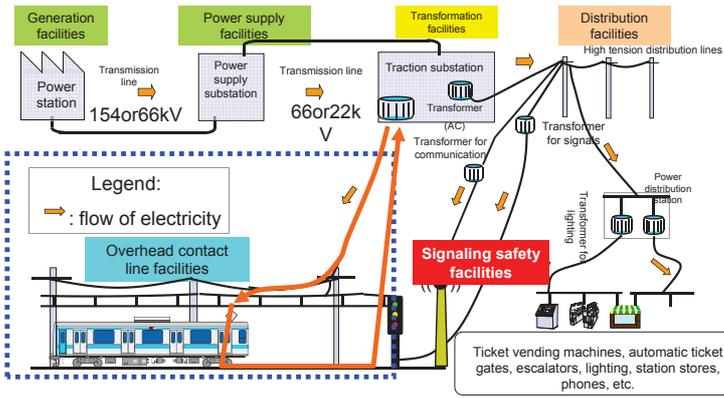 Generation
facilities
Power supply
facilities
Transformation
facilities
Distribution
facilities
High tension distribution lines
Power
station
Transmission
line
154or66kV
Power
supply
substation
Transmission line
66or22k
V
Traction substation
Transformer
(AC)
Transformer for
communication
Transformer
for signals
Power
distribution
station
Transformer for
lighting
Legend:
: flow of electricity
Overhead contact
line facilities
Signaling safety
facilities
Ticket vending machines, automatic ticket
gates, escalators, lighting, station stores,
phones, etc.